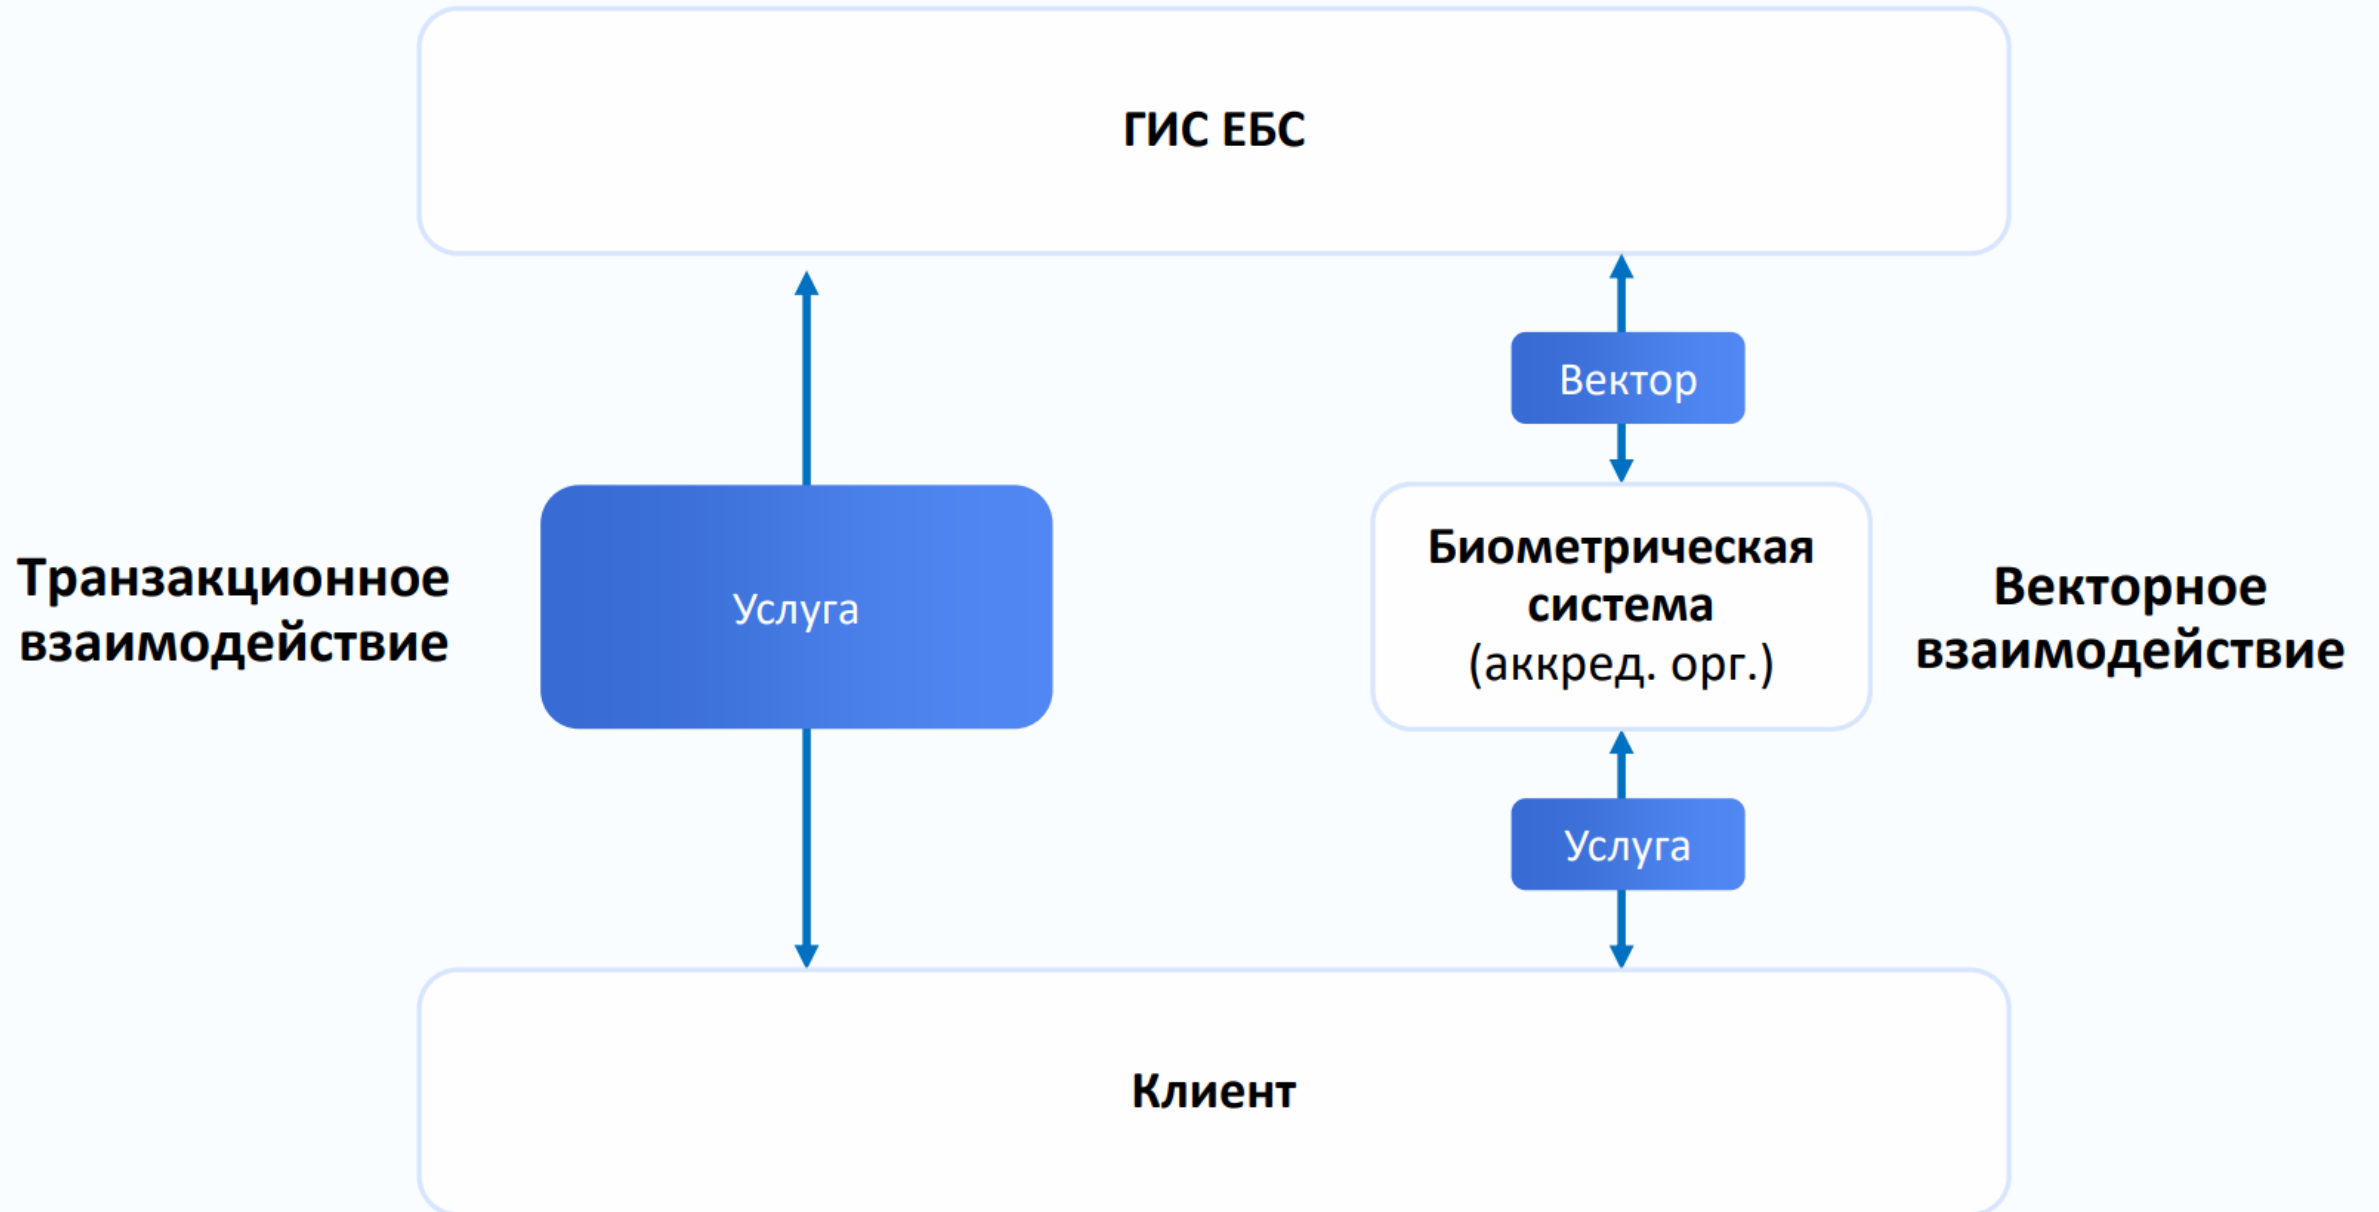 ГИС ЕБС
Вектор
Транзакционное
взаимодействие
Услуга
Биометрическая
система
(аккред. орг.)
Векторное
взаимодействие
Услуга
Клиент